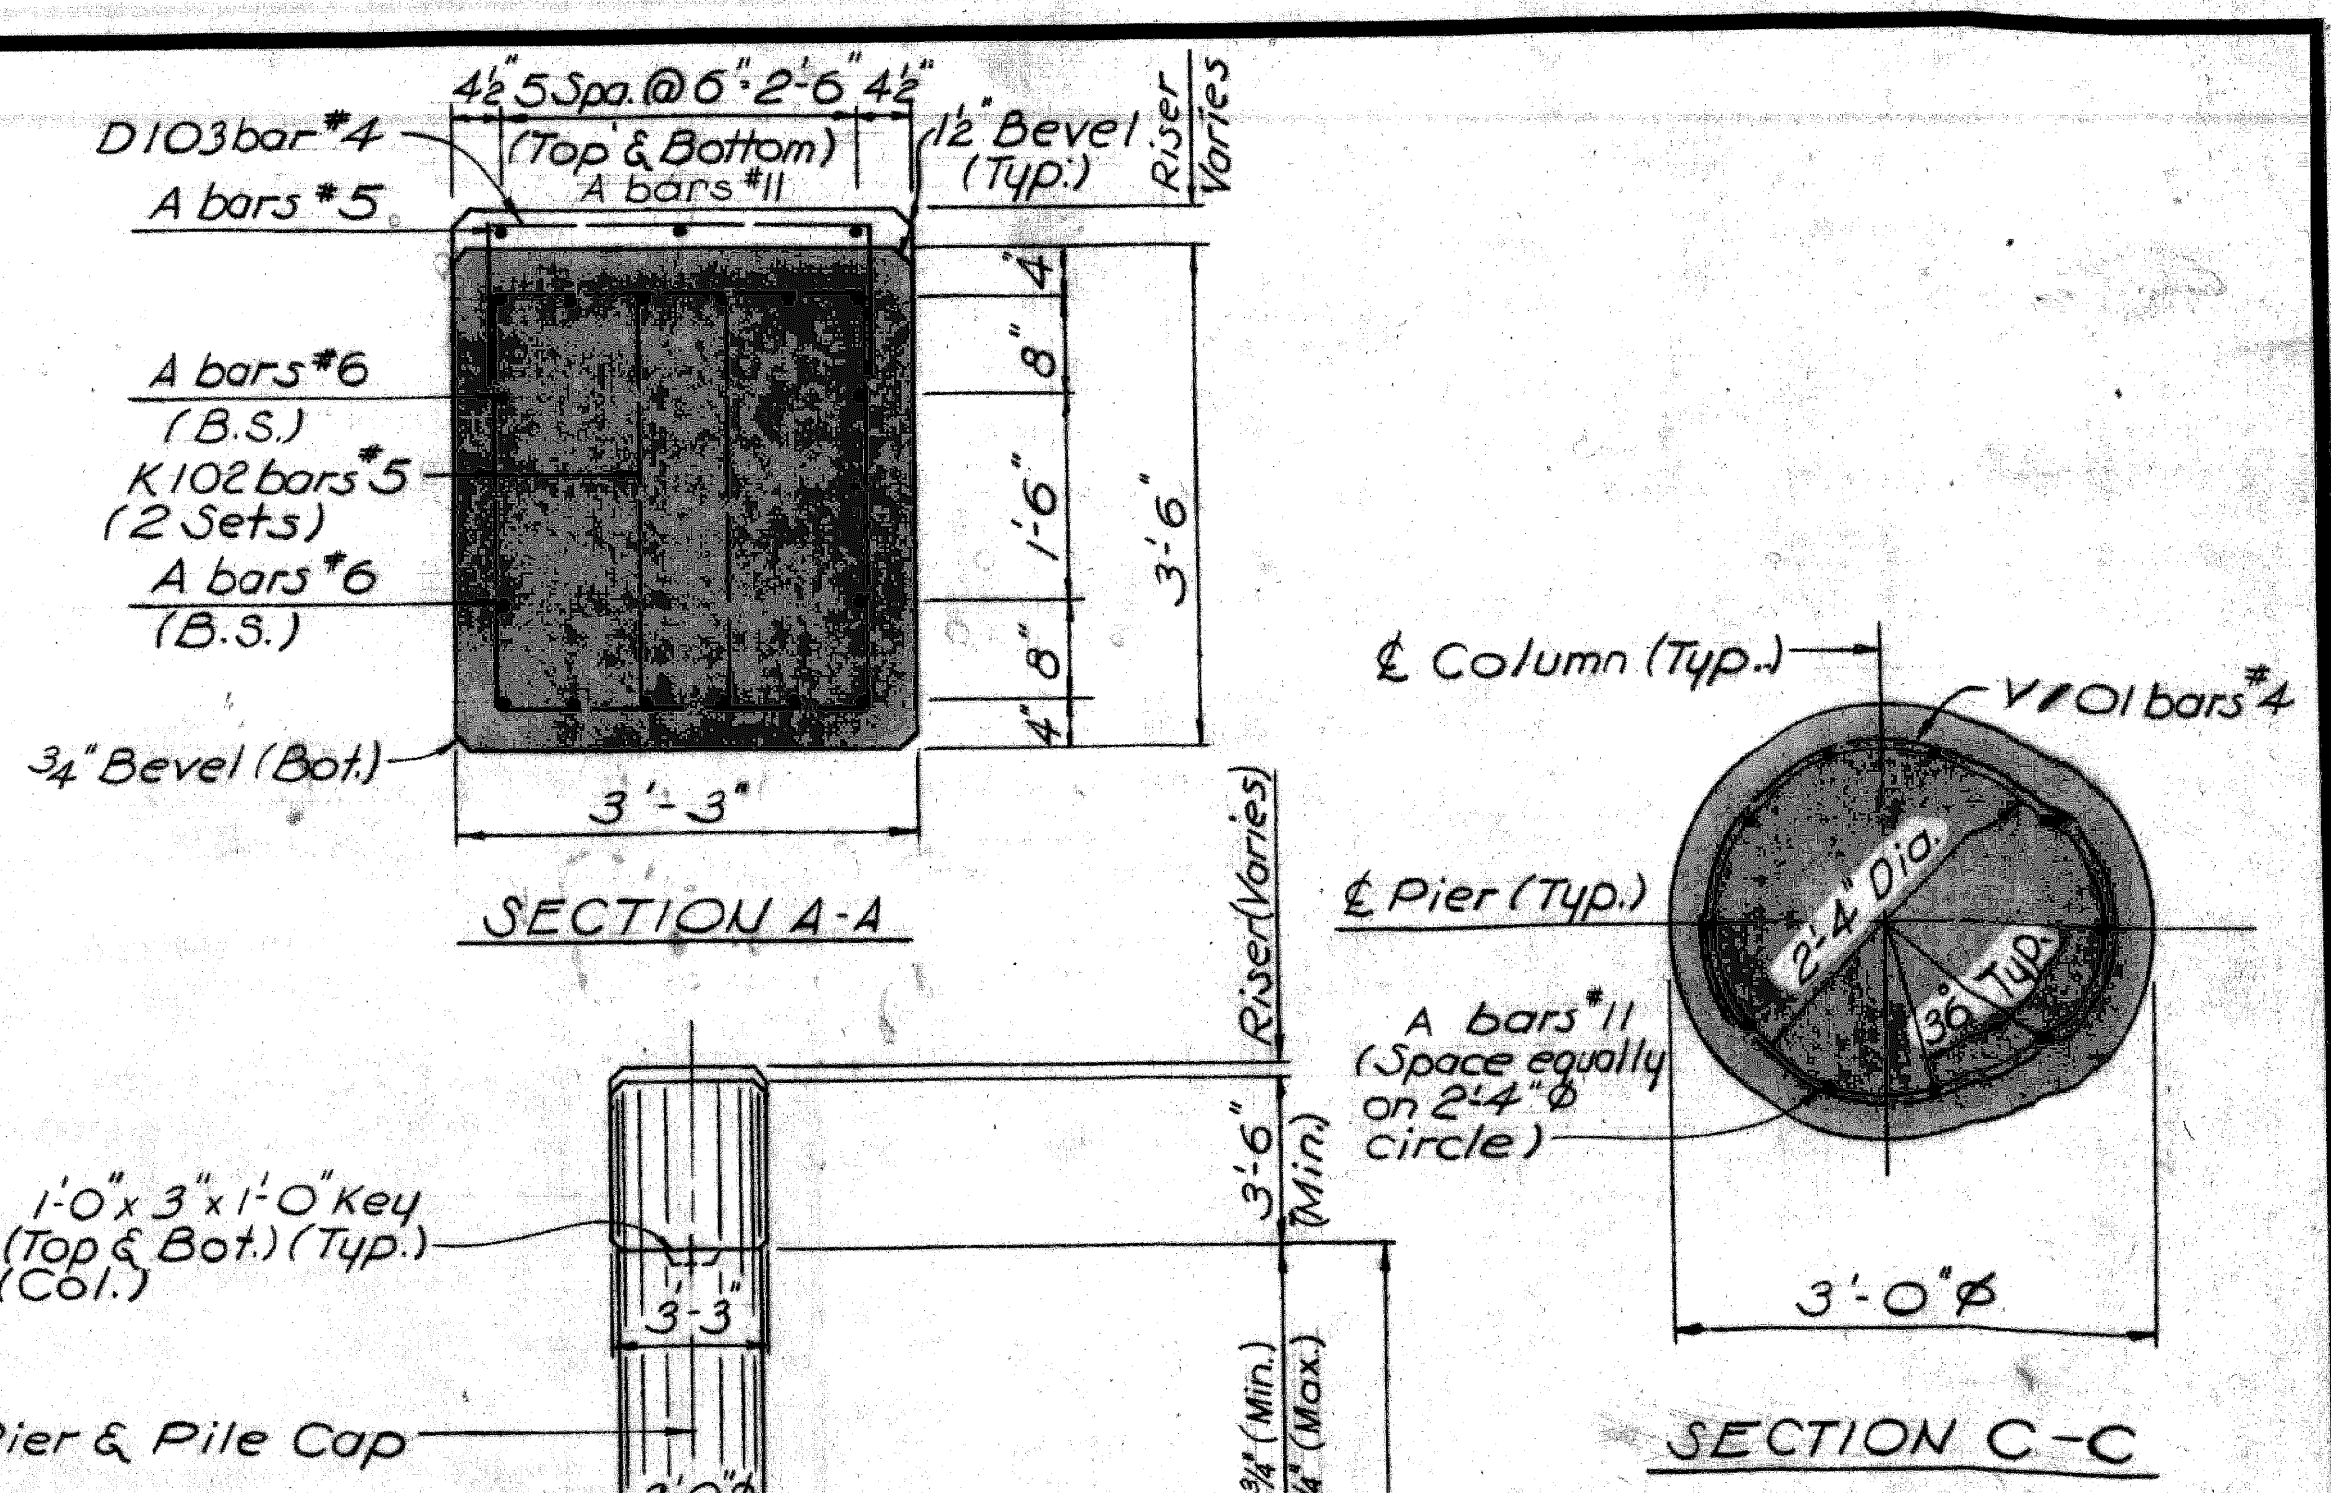 4½" 5 Spa. @ 6"=2'-6" 4½"
(Top & Bottom)
A bars #11
D103 bar #4
A bars #5
1½" Bevel
(Typ.)
Riser
Varies
A bars #6
(B.S.)
K102 bars #5
(2 Sets)
A bars #6
(B.S.)
¾" Bevel (Bot.)
4"
8"
1'-6"
8"
4"
3'-6"
3'-3"
SECTION A-A
℄ Column (Typ.)
bars #4
℄ Pier (Typ.)
2'-4" Dia.
36° Typ.
A bars #11
(Space equally
on 2'-4"ø
circle)
3'-0"ø
SECTION C-C
Riser (Varies)
3'-6"
(Min.)
1'-0" x 3" x 1'-0" Key
(Top & Bot.) (Typ.)
(Col.)
3'-3"
Pier & Pile Cap
¾" (Min.)
¼" (Max.)